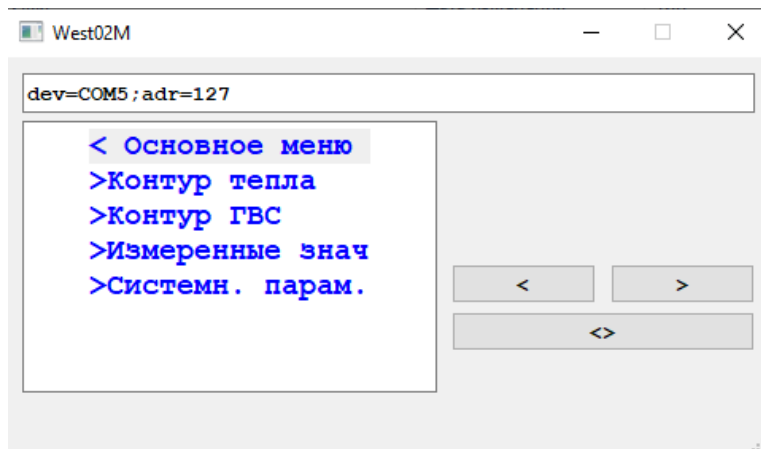 West02M
dev=COM5;adr=127
< Основное меню
>Контур тепла
>Контур ГВС
>Измеренные знач
>Системн. парам.
< >
<>